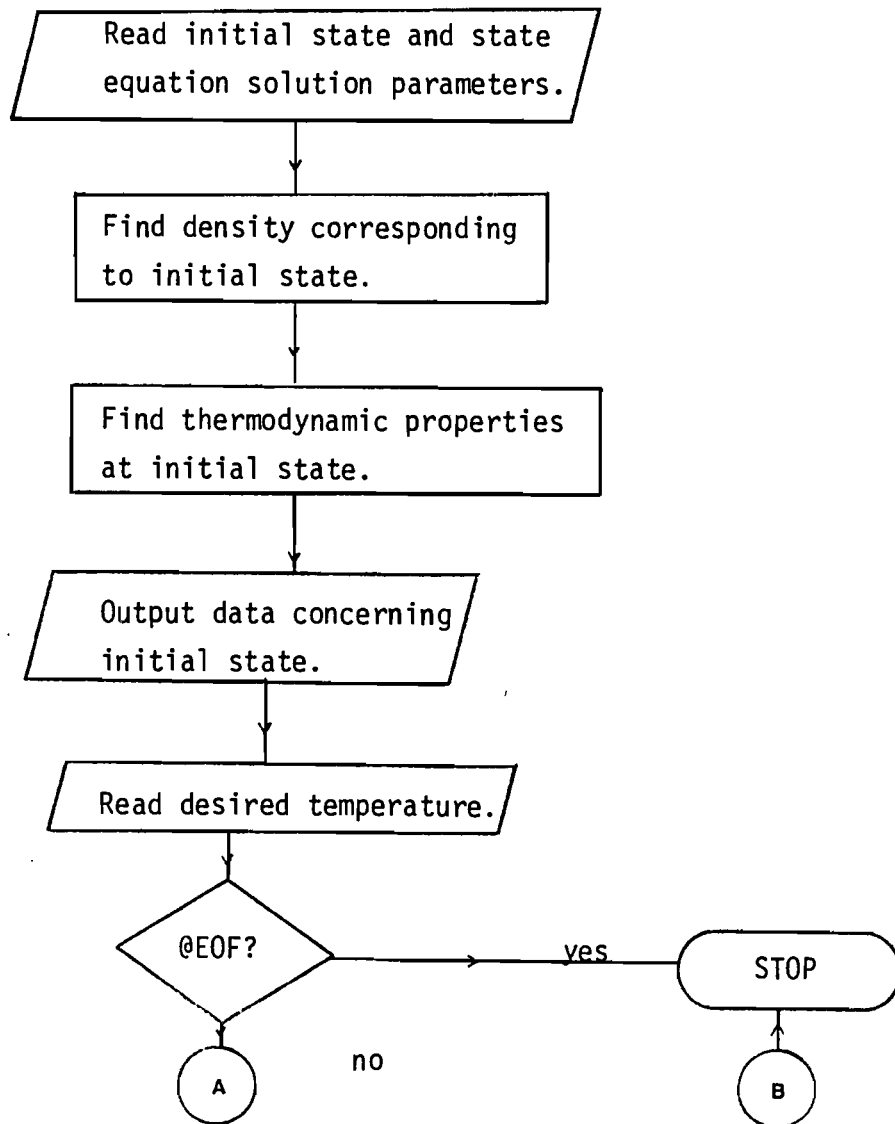 Read initial state and state
equation solution parameters.
Find density corresponding
to initial state.
Find thermodynamic properties
at initial state.
Output data concerning
initial state.
Read desired temperature.
@EOF?
yes
STOP
A
no
B